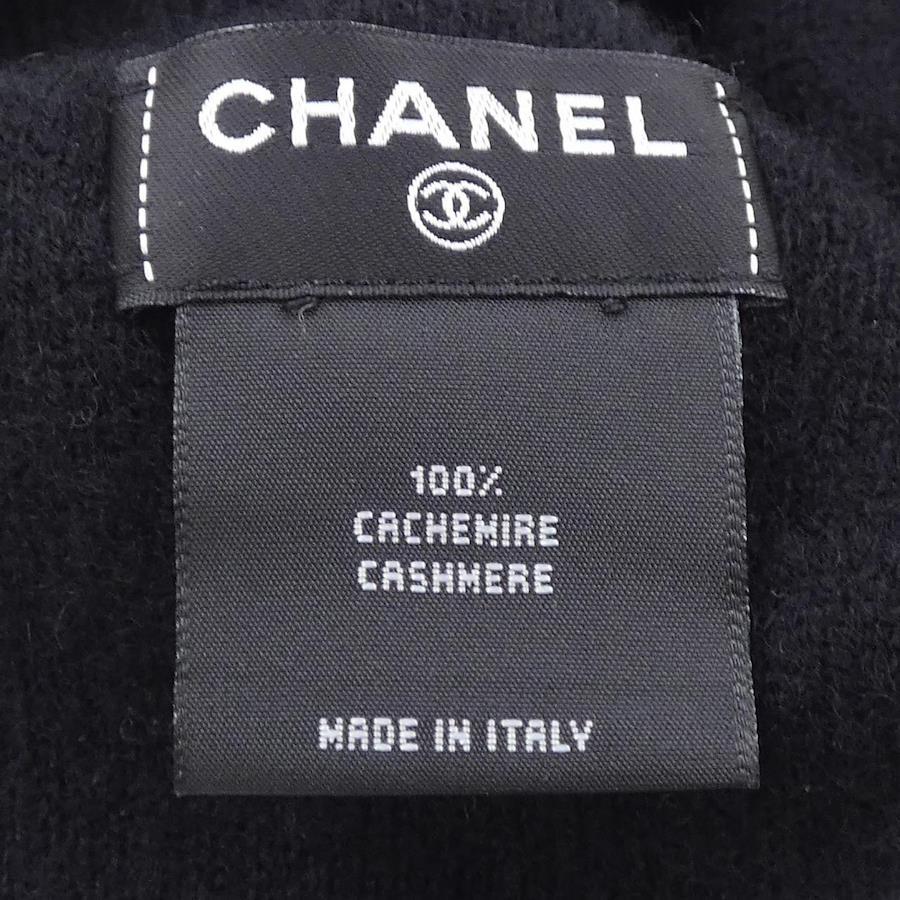 CHANEL
100%
CACHEMIRE
CASHMERE
MADE IN ITALY